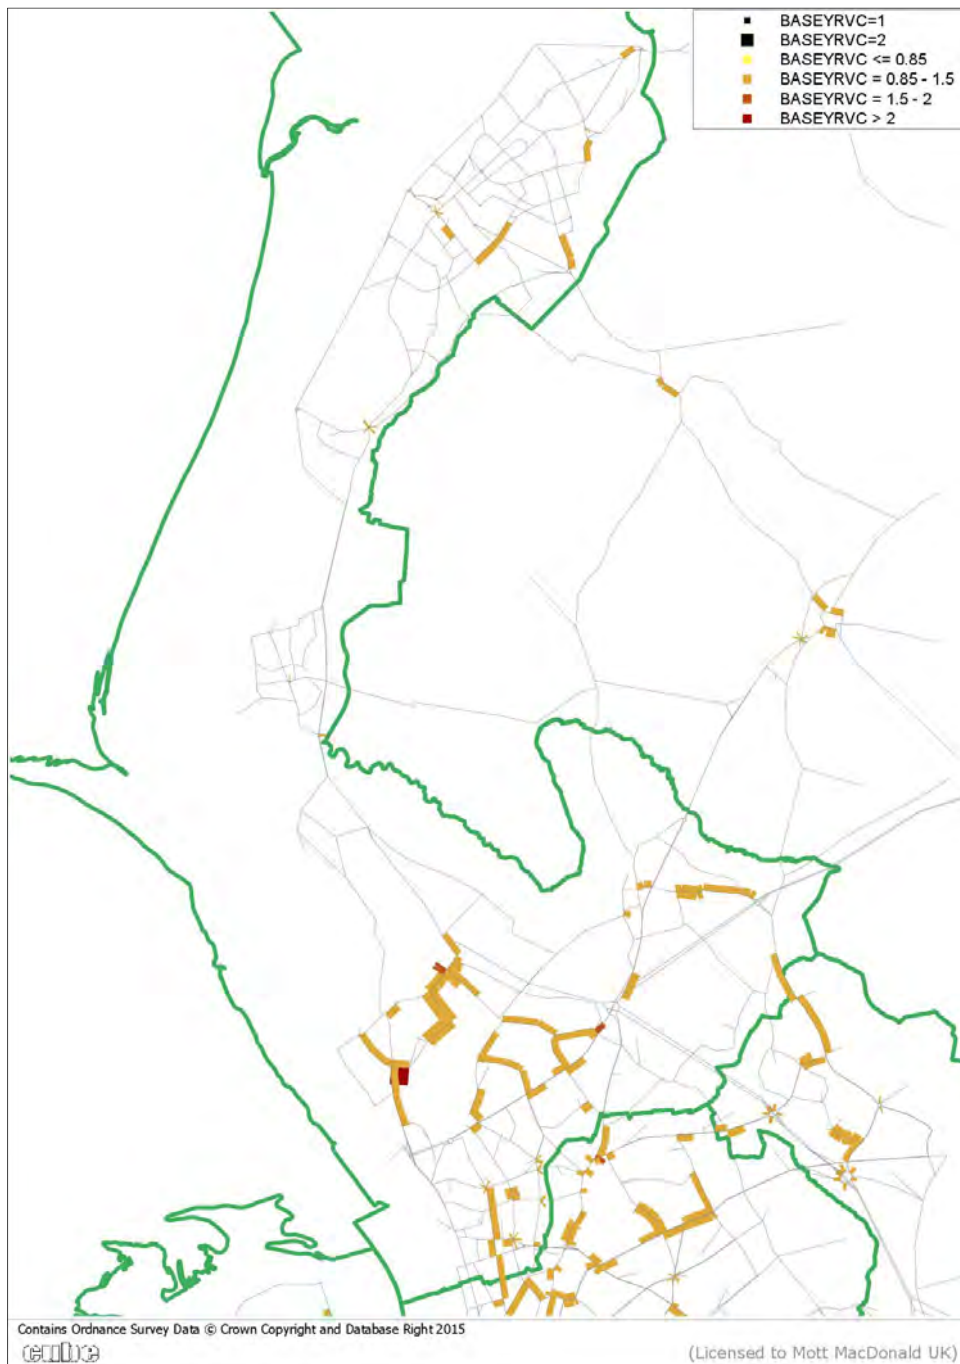 BASEYRVC=1
BASEYRVC=2
BASEYRVC <= 0.85
BASEYRVC = 0.85 - 1.5
BASEYRVC = 1.5 - 2
BASEYRVC > 2
Contains Ordnance Survey Data © Crown Copyright and Database Right 2015
cube
(Licensed to Mott MacDonald UK)